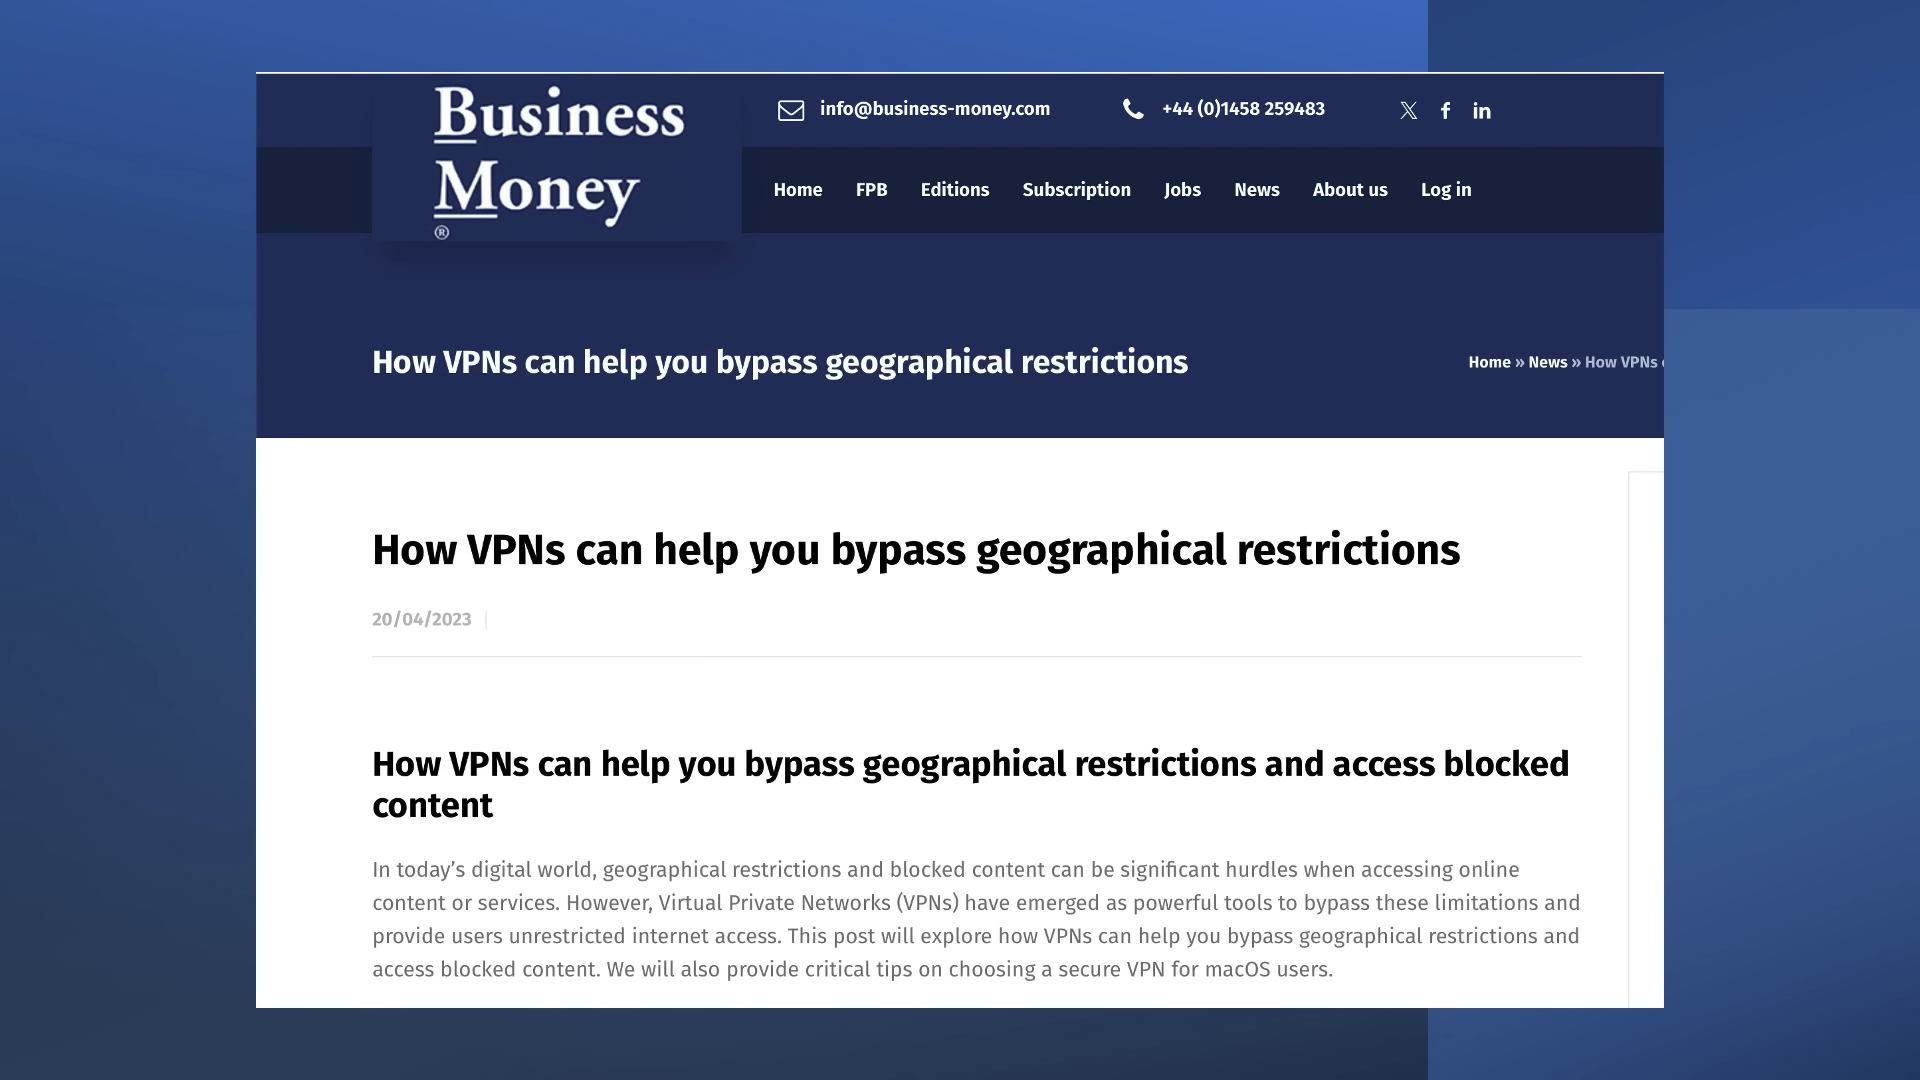 Business
Money
®
info@business-money.com
+44 (0)1458 259483
Home FPB Editions Subscription Jobs News About us Log in
How VPNs can help you bypass geographical restrictions
Home » News » How VPNs
How VPNs can help you bypass geographical restrictions
20/04/2023
How VPNs can help you bypass geographical restrictions and access blocked
content
In today’s digital world, geographical restrictions and blocked content can be significant hurdles when accessing online
content or services. However, Virtual Private Networks (VPNs) have emerged as powerful tools to bypass these limitations and
provide users unrestricted internet access. This post will explore how VPNs can help you bypass geographical restrictions and
access blocked content. We will also provide critical tips on choosing a secure VPN for macOS users.